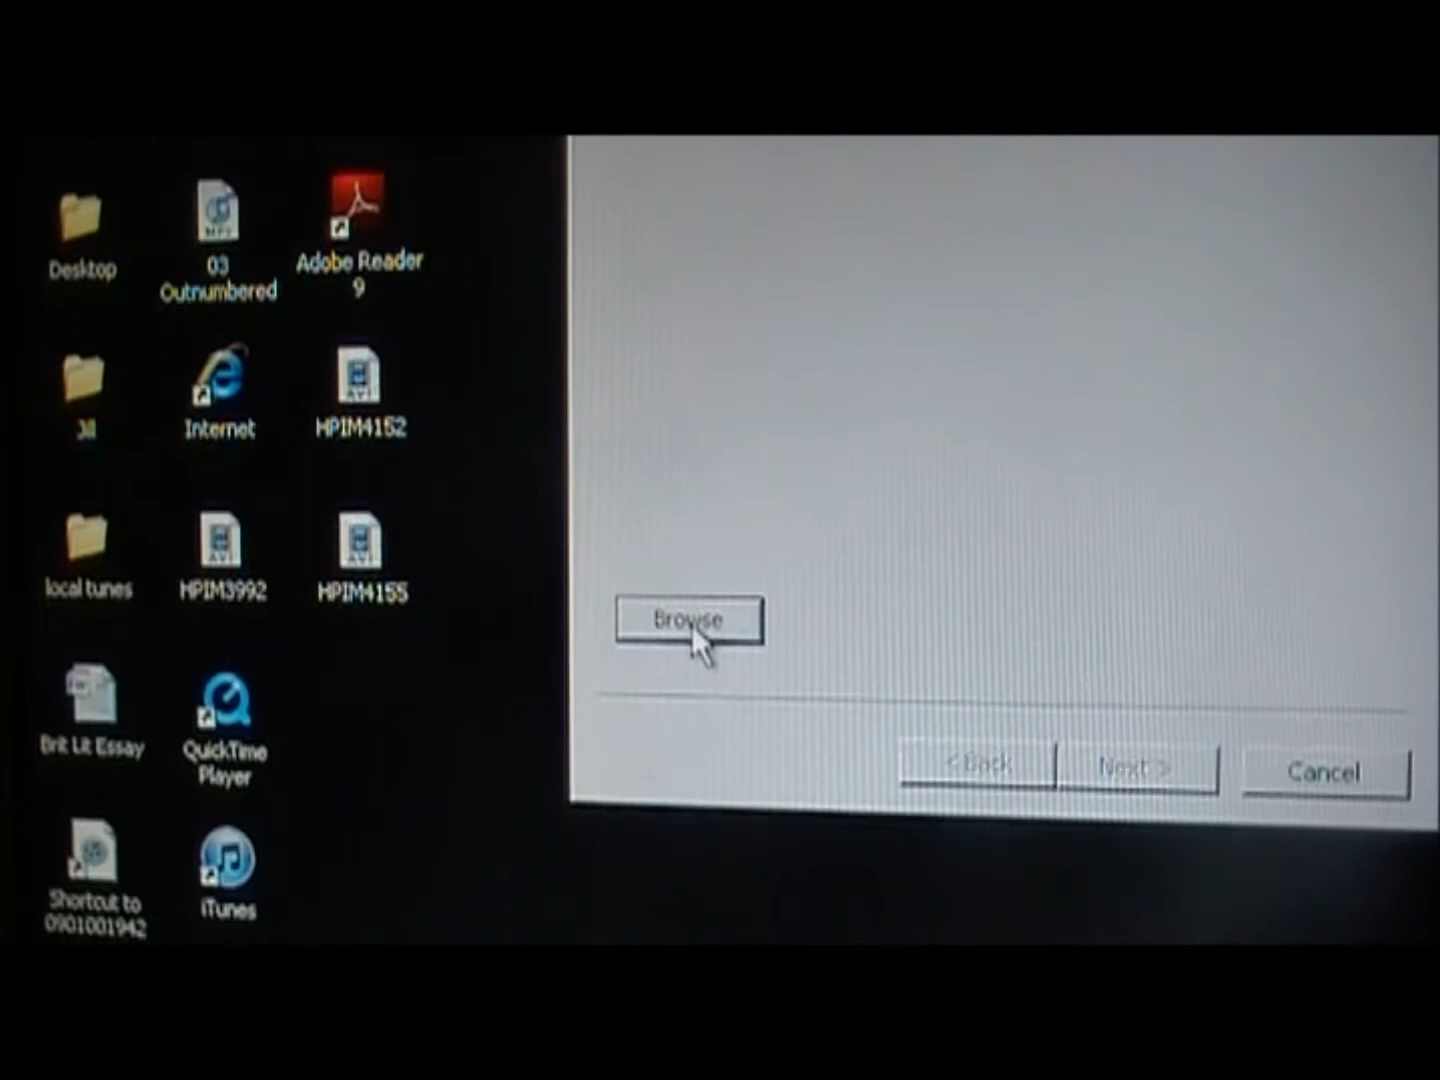 Desktop
03
Outnumbered
Adobe Reader
9
Internet
HPIM4152
local tunes
HPIM3992
HPIM4155
Brit Lit Essay
QuickTime
Player
Shortcut to
0901001942
iTunes
Browse
< Back
Next >
Cancel